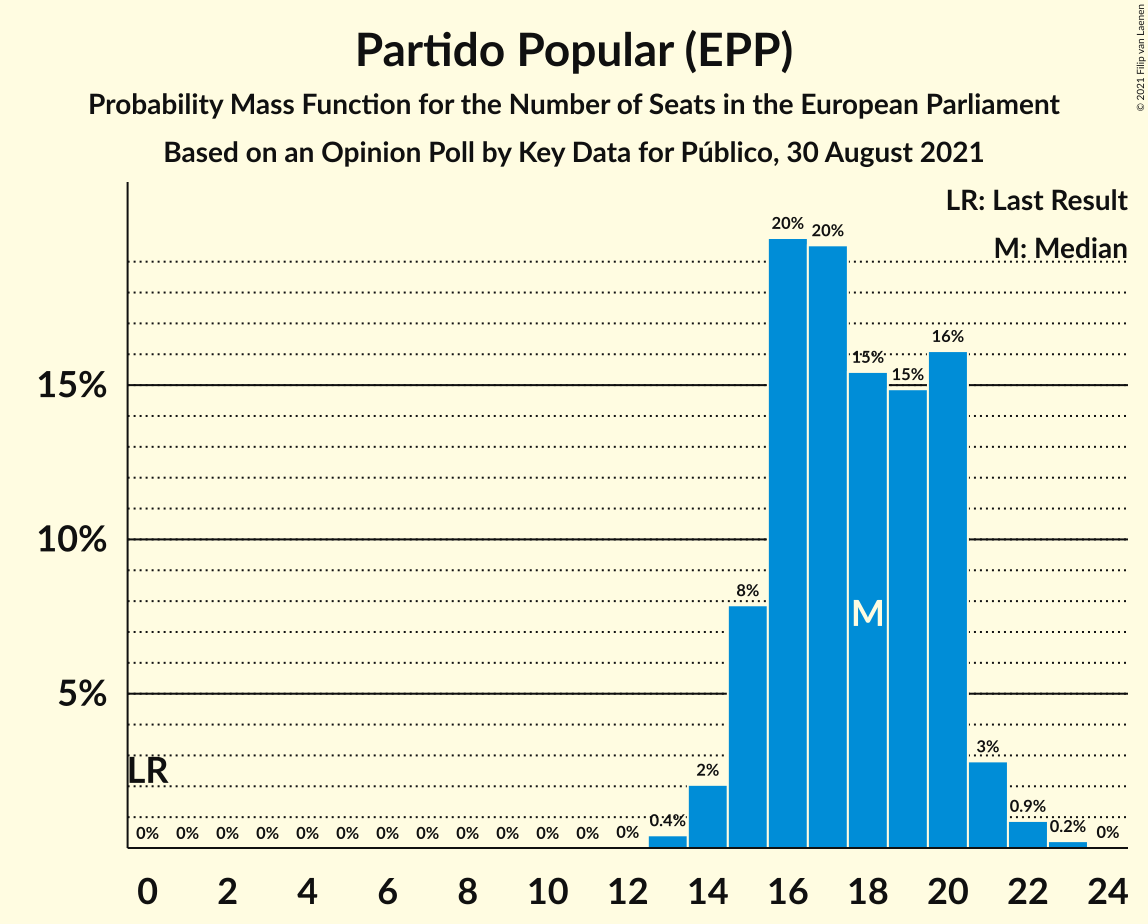 Partido Popular (EPP)
Probability Mass Function for the Number of Seats in the European Parliament
Based on an Opinion Poll by Key Data for Público, 30 August 2021
© 2021 Filip van Laenen
LR: Last Result
M: Median
20% 20%
16%
15% 15%
15%
10%
8%
M
5%
3%
LR
2%
0.9%
0% 0% 0% 0% 0% 0% 0% 0% 0% 0% 0% 0% 0% 0.4% 0.2% 0%
0 2 4 6 8 10 12 14 16 18 20 22 24